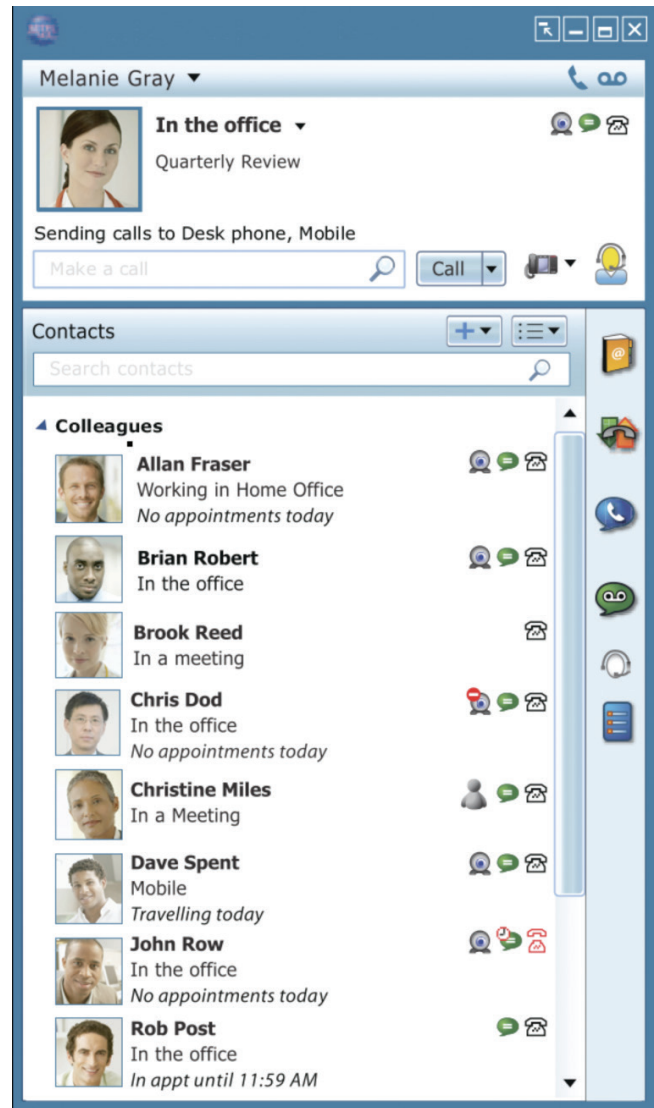 Melanie Gray
In the office
Quarterly Review
Sending calls to Desk phone, Mobile
Make a call
Call
Contacts
Search contacts
@
Colleagues
Allan Fraser
Working in Home Office
No appointments today
Brian Robert
In the office
Brook Reed
In a meeting
Chris Dod
In the office
No appointments today
Christine Miles
In a Meeting
Dave Spent
Mobile
Travelling today
John Row
In the office
No appointments today
Rob Post
In the office
In appt until 11:59 AM